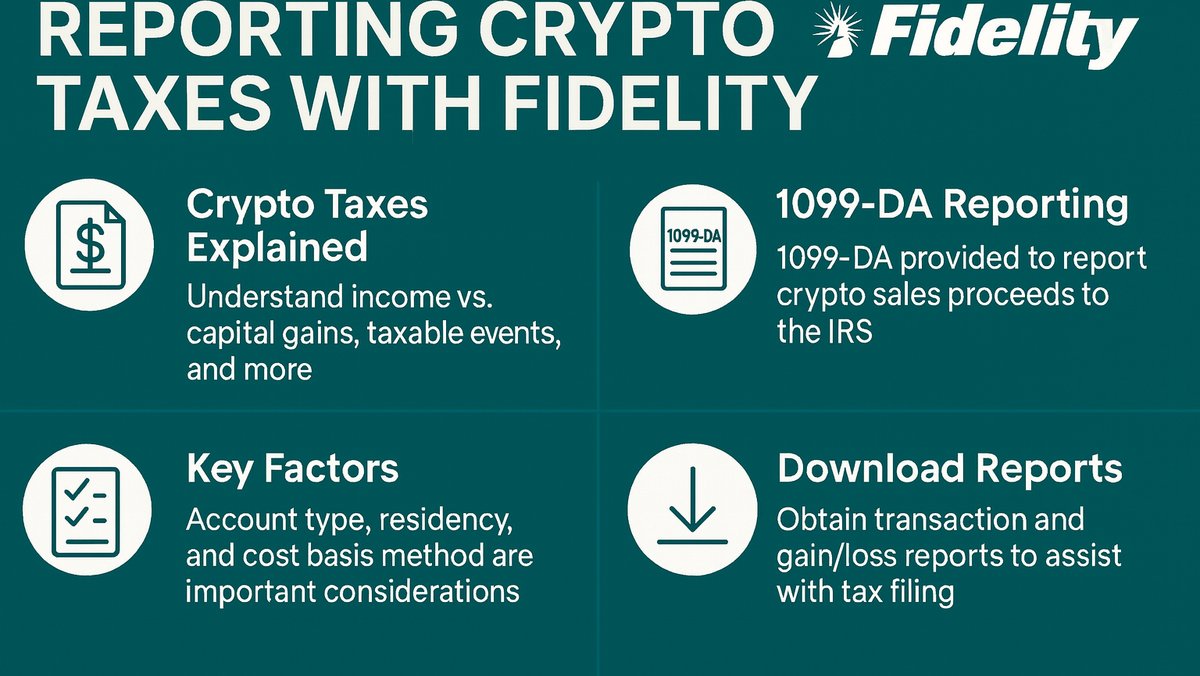 REPORTING CRYPTO
TAXES WITH FIDELITY
Fidelity
Crypto Taxes
Explained
Understand income vs.
capital gains, taxable events,
and more
1099-DA
1099-DA Reporting
1099-DA provided to report
crypto sales proceeds to
the IRS
Key Factors
Account type, residency,
and cost basis method are
important considerations
Download Reports
Obtain transaction and
gain/loss reports to assist
with tax filing